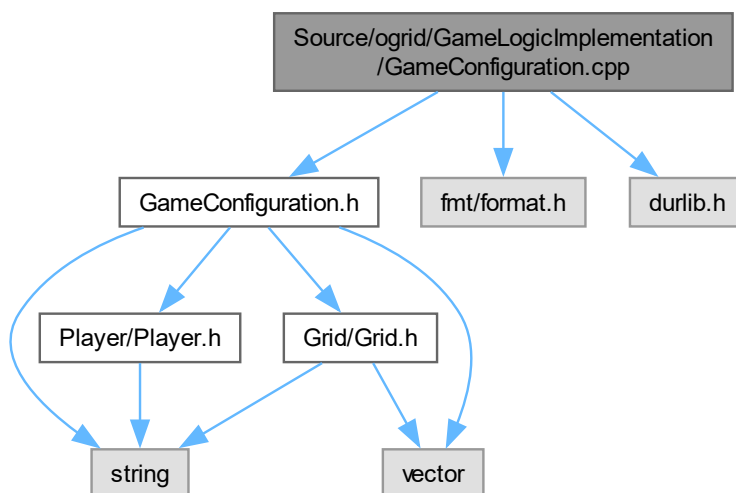 Source/ogrid/GameLogicImplementation
/GameConfiguration.cpp
GameConfiguration.h
fmt/format.h
durlib.h
Player/Player.h
Grid/Grid.h
string
vector